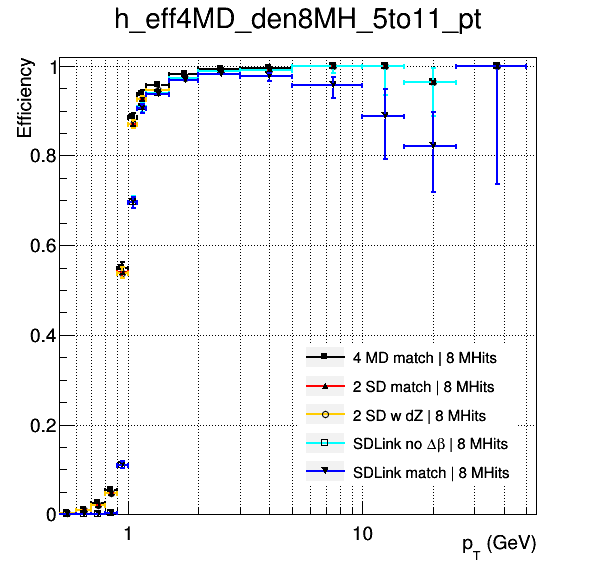 h_eff4MD_den8MH_5to11_pt
Efficiency
1
0.8
0.6
0.4
0.2
0
4 MD match | 8 MHits
2 SD match | 8 MHits
2 SD w dZ | 8 MHits
SDLink no Δβ | 8 MHits
SDLink match | 8 MHits
1
10
p_T (GeV)